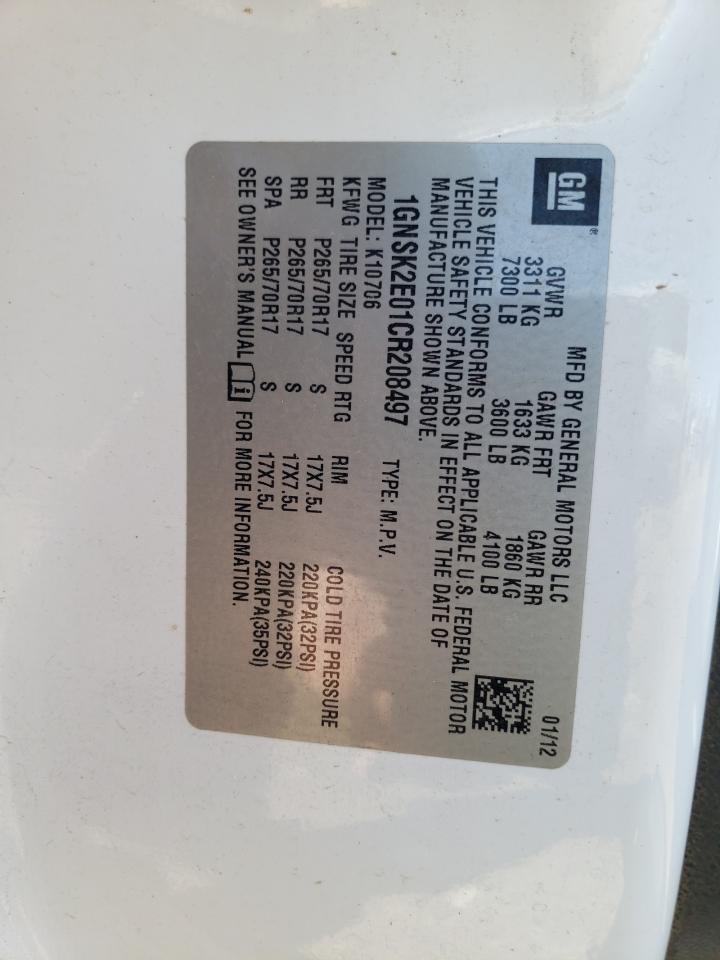 GM®
MFD BY GENERAL MOTORS LLC 01/12
GVWR GAWR FRT GAWR RR
3311 KG 1633 KG 1860 KG
7300 LB 3600 LB 4100 LB
THIS VEHICLE CONFORMS TO ALL APPLICABLE U.S. FEDERAL MOTOR
VEHICLE SAFETY STANDARDS IN EFFECT ON THE DATE OF
MANUFACTURE SHOWN ABOVE.
1GNSK2E01CR208497 TYPE: M.P.V.
MODEL: K10706
KFWG TIRE SIZE SPEED RTG RIM COLD TIRE PRESSURE
FRT P265/70R17 S 17X7.5J 220KPA(32PSI)
RR P265/70R17 S 17X7.5J 220KPA(32PSI)
SPA P265/70R17 S 17X7.5J 240KPA(35PSI)
SEE OWNER'S MANUAL i FOR MORE INFORMATION.